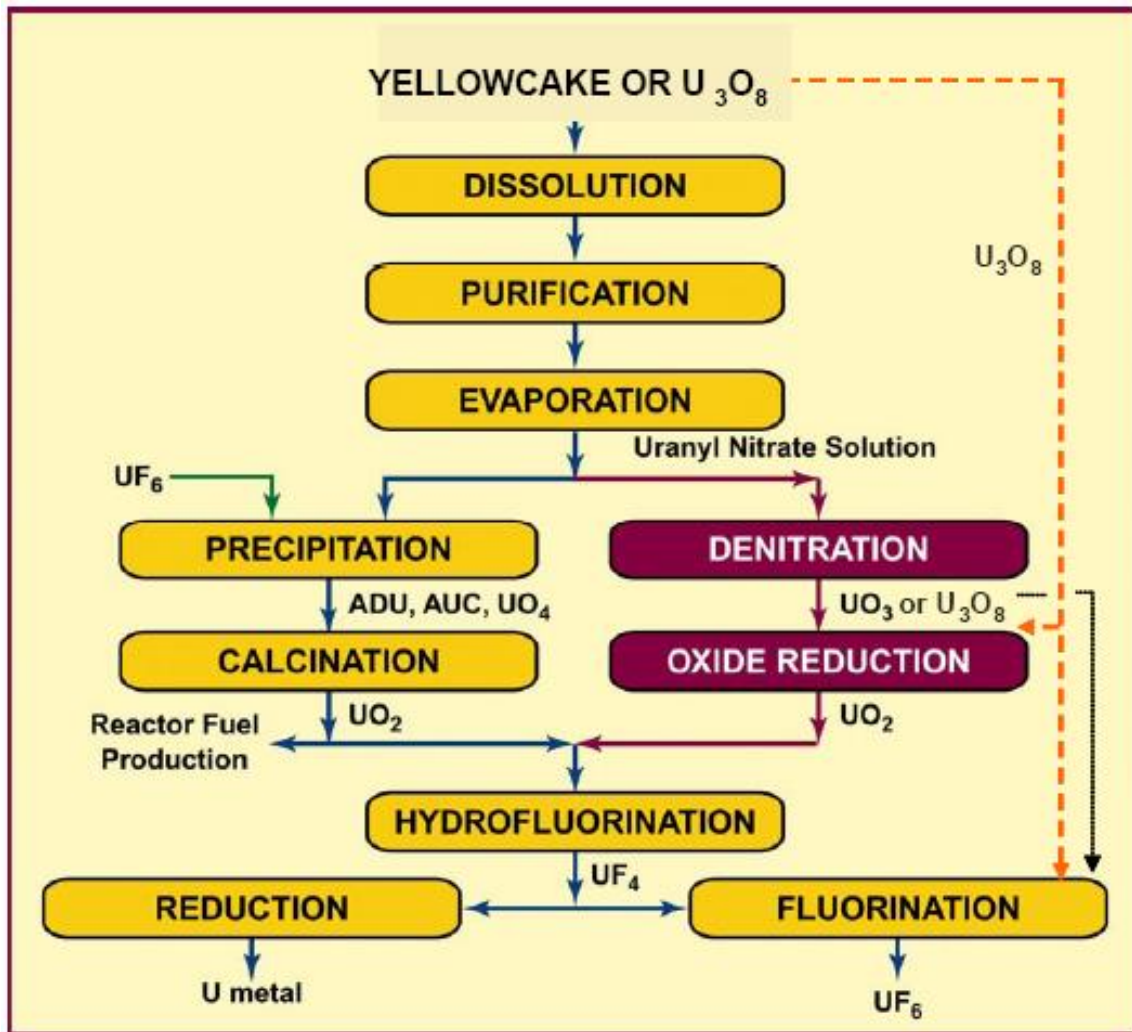 YELLOWCAKE OR U₃O₈
DISSOLUTION
U₃O₈
PURIFICATION
EVAPORATION
Uranyl Nitrate Solution
UF₆
PRECIPITATION
DENITRATION
ADU, AUC, UO₄
UO₃ or U₃O₈
CALCINATION
OXIDE REDUCTION
UO₂
UO₂
Reactor Fuel
Production
HYDROFLUORINATION
UF₄
REDUCTION
FLUORINATION
U metal
UF₆